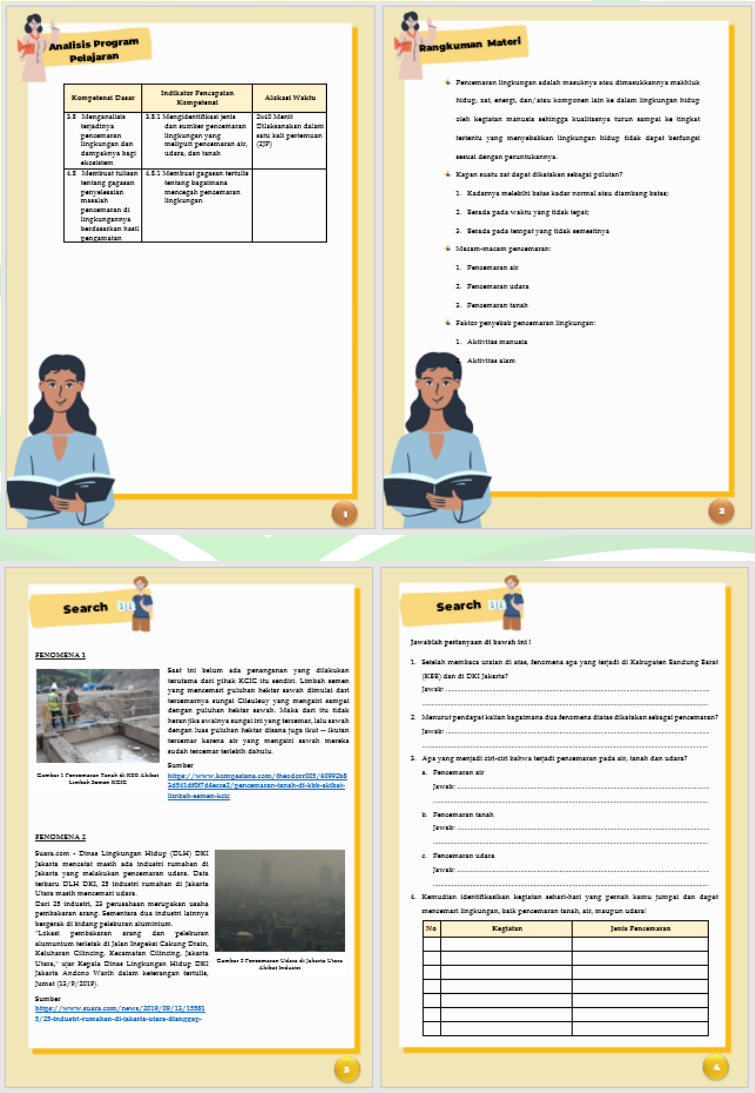 Analisis Program
Pelajaran
Kompetensi Dasar
Indikator Pencapaian
Kompetensi
Alokasi Waktu
3.8 Menganalisis
terjadinya
pencemaran
lingkungan dan
dampaknya bagi
ekosistem
3.8.1 Mengidentifikasi jenis
dan sumber pencemaran
lingkungan yang
meliputi pencemaran air,
udara, dan tanah
2x40 Menit
Dilaksanakan dalam
satu kali pertemuan
(2JP)
4.8 Membuat tulisan
tentang gagasan
penyelesaian
masalah
pencemaran di
lingkungannya
berdasarkan hasil
pengamatan
4.8.1 Membuat gagasan tertulis
tentang bagaimana
mencegah pencemaran
lingkungan
1
Rangkuman Materi
Pencemaran lingkungan adalah masuknya atau dimasukkannya makhluk
hidup, zat, energi, dan/atau komponen lain ke dalam lingkungan hidup
oleh kegiatan manusia sehingga kualitasnya turun sampai ke tingkat
tertentu yang menyebabkan lingkungan hidup tidak dapat berfungsi
sesuai dengan peruntukannya.
Kapan suatu zat dapat dikatakan sebagai polutan?
1. Kadarnya melebihi batas kadar normal atau diambang batas;
2. Berada pada waktu yang tidak tepat;
3. Berada pada tempat yang tidak semestinya
Macam-macam pencemaran:
1. Pencemaran air
2. Pencemaran udara
3. Pencemaran tanah
Faktor penyebab pencemaran lingkungan:
1. Aktivitas manusia
2. Aktivitas alam
2
Search
FENOMENA 1
Saat ini belum ada penanganan yang dilakukan
terutama dari pihak KCIC itu sendiri. Limbah semen
yang mencemari puluhan hektar sawah dimulai dari
tercemarnya sungai Cileuleuy yang mengairi sampai
dengan puluhan hektar sawah. Maka dari itu tidak
heran jika awalnya sungai ini yang tercemar, lalu sawah
dengan luas puluhan hektar disana juga ikut – ikutan
tercemar karena air yang mengairi sawah mereka
sudah tercemar terlebih dahulu.
Sumber
Gambar 1 Pencemaran Tanah di KBB Akibat
Limbah Semen KCIC
FENOMENA 2
Suara.com - Dinas Lingkungan Hidup (DLH) DKI
Jakarta mencatat masih ada industri rumahan di
Jakarta yang melakukan pencemaran udara. Data
terbaru DLH DKI, 25 industri rumahan di Jakarta
Utara masih mencemari udara.
Dari 25 industri, 23 perusahaan merupakan usaha
pembakaran arang. Sementara dua industri lainnya
bergerak di bidang peleburan aluminium.
"Lokasi pembakaran arang dan peleburan
alumunium terletak di Jalan Inspeksi Cakung Drain,
Keluharan Cilincing, Kecamatan Cilincing, Jakarta
Utara," ujar Kepala Dinas Lingkungan Hidup DKI
Jakarta Andono Warih dalam keterangan tertulis,
Jumat (13/9/2019).
Gambar 2 Pencemaran Udara di Jakarta Utara
Akibat Industri
Sumber
3
Search
Jawablah pertanyaan di bawah ini !
1. Setelah membaca uraian di atas, fenomena apa yang terjadi di Kabupaten Bandung Barat
(KBB) dan di DKI Jakarta?
Jawab:
2. Menurut pendapat kalian bagaimana dua fenomena diatas dikatakan sebagai pencemaran?
Jawab:
3. Apa yang menjadi ciri-ciri bahwa terjadi pencemaran pada air, tanah dan udara?
a. Pencemaran air
Jawab:
b. Pencemaran tanah
Jawab:
c. Pencemaran udara
Jawab:
4. Kemudian identifikasikan kegiatan sehari-hari yang pernah kamu jumpai dan dapat
mencemari lingkungan, baik pencemaran tanah, air, maupun udara!
No Kegiatan Jenis Pencemaran
4